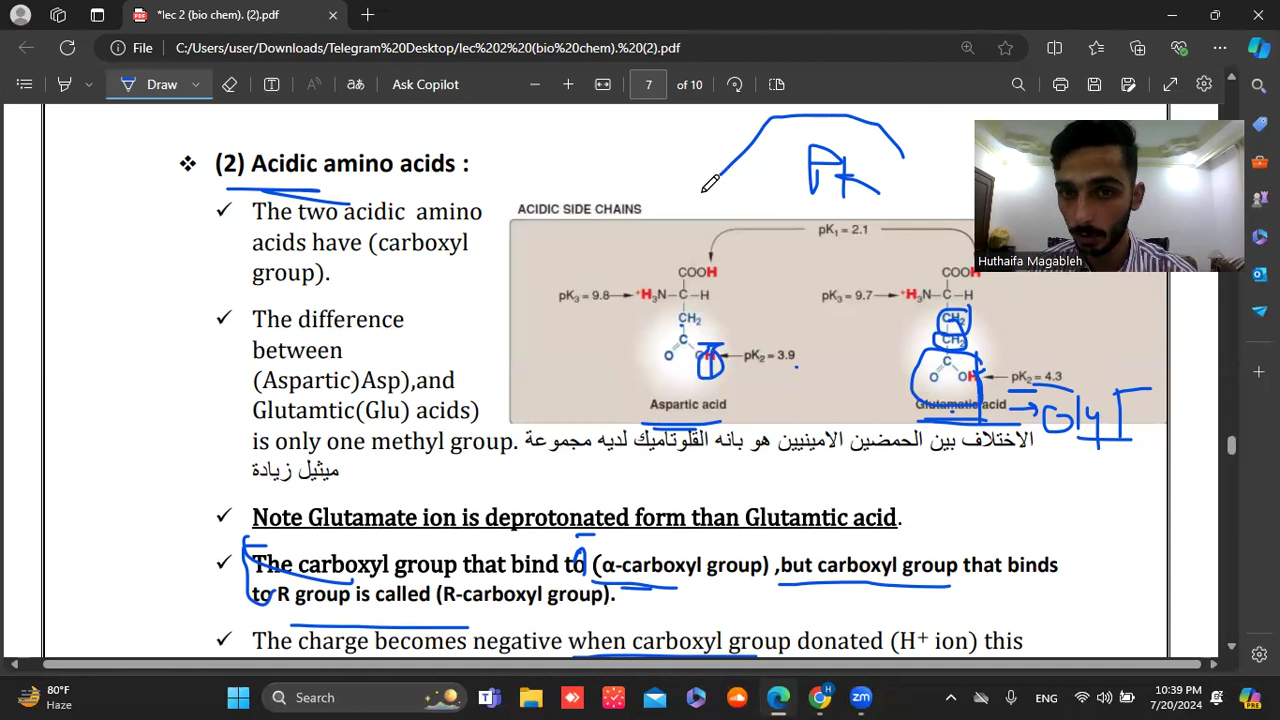 *lec 2 (bio chem). (2).pdf
File
C:/Users/user/Downloads/Telegram%20Desktop/lec%202%20(bio%20chem).%20(2).pdf
Draw
Ask Copilot
7
of 10
(2) Acidic amino acids :
The two acidic amino
acids have (carboxyl
group).
The difference
between
(Aspartic)Asp),and
Glutamtic(Glu) acids)
is only one methyl group.
الاختلاف بين الحمضين الامينيين هو بانه القلوتاميك لديه مجموعة
ميثيل زيادة
ACIDIC SIDE CHAINS
pK1 = 2.1
COOH
COOH
pK3 = 9.8
+H3N–C–H
pK3 = 9.7
+H3N–C–H
CH2
CH2
C
CH2
O
OH
pK2 = 3.9
C
O
OH
pK2 = 4.3
Aspartic acid
Glutamatic acid
PK
Huthaifa Magableh
Note Glutamate ion is deprotonated form than Glutamtic acid.
The carboxyl group that bind to (α-carboxyl group) ,but carboxyl group that binds
to R group is called (R-carboxyl group).
The charge becomes negative when carboxyl group donated (H+ ion) this
80°F
Haze
Search
ENG
10:39 PM
7/20/2024